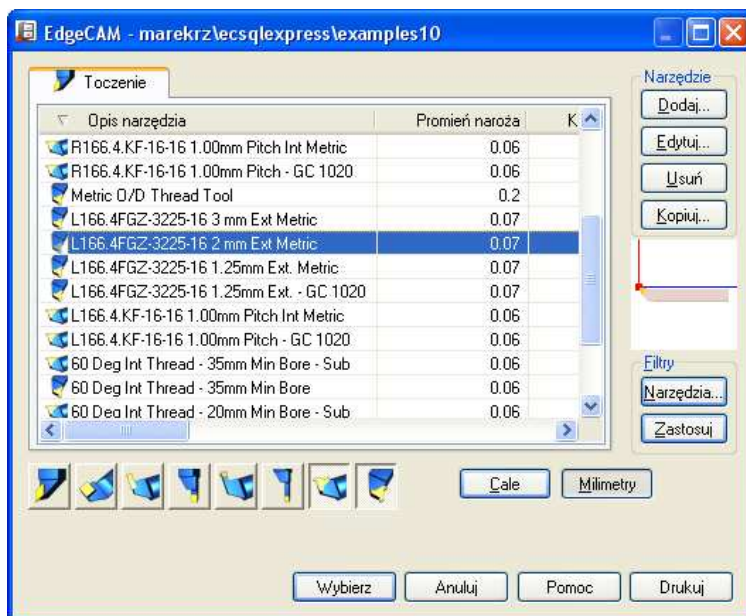 EdgeCAM - marekrz\ecsqlexpress\examples10
Toczenie
Opis narzędzia Promień naroża K
R166.4.KF-16-16 1.00mm Pitch Int Metric 0.06
R166.4.KF-16-16 1.00mm Pitch - GC 1020 0.06
Metric O/D Thread Tool 0.2
L166.4FGZ-3225-16 3 mm Ext Metric 0.07
L166.4FGZ-3225-16 2 mm Ext Metric 0.07
L166.4FGZ-3225-16 1.25mm Ext. Metric 0.07
L166.4FGZ-3225-16 1.25mm Ext. - GC 1020 0.07
L166.4.KF-16-16 1.00mm Pitch Int Metric 0.06
L166.4.KF-16-16 1.00mm Pitch - GC 1020 0.06
60 Deg Int Thread - 35mm Min Bore - Sub 0.06
60 Deg Int Thread - 35mm Min Bore 0.06
60 Deg Int Thread - 20mm Min Bore - Sub 0.06
Narzędzie
Dodaj...
Edytuj...
Usuń
Kopiuj...
Filtry
Narzędzia...
Zastosuj
Cale Milimetry
Wybierz Anuluj Pomoc Drukuj